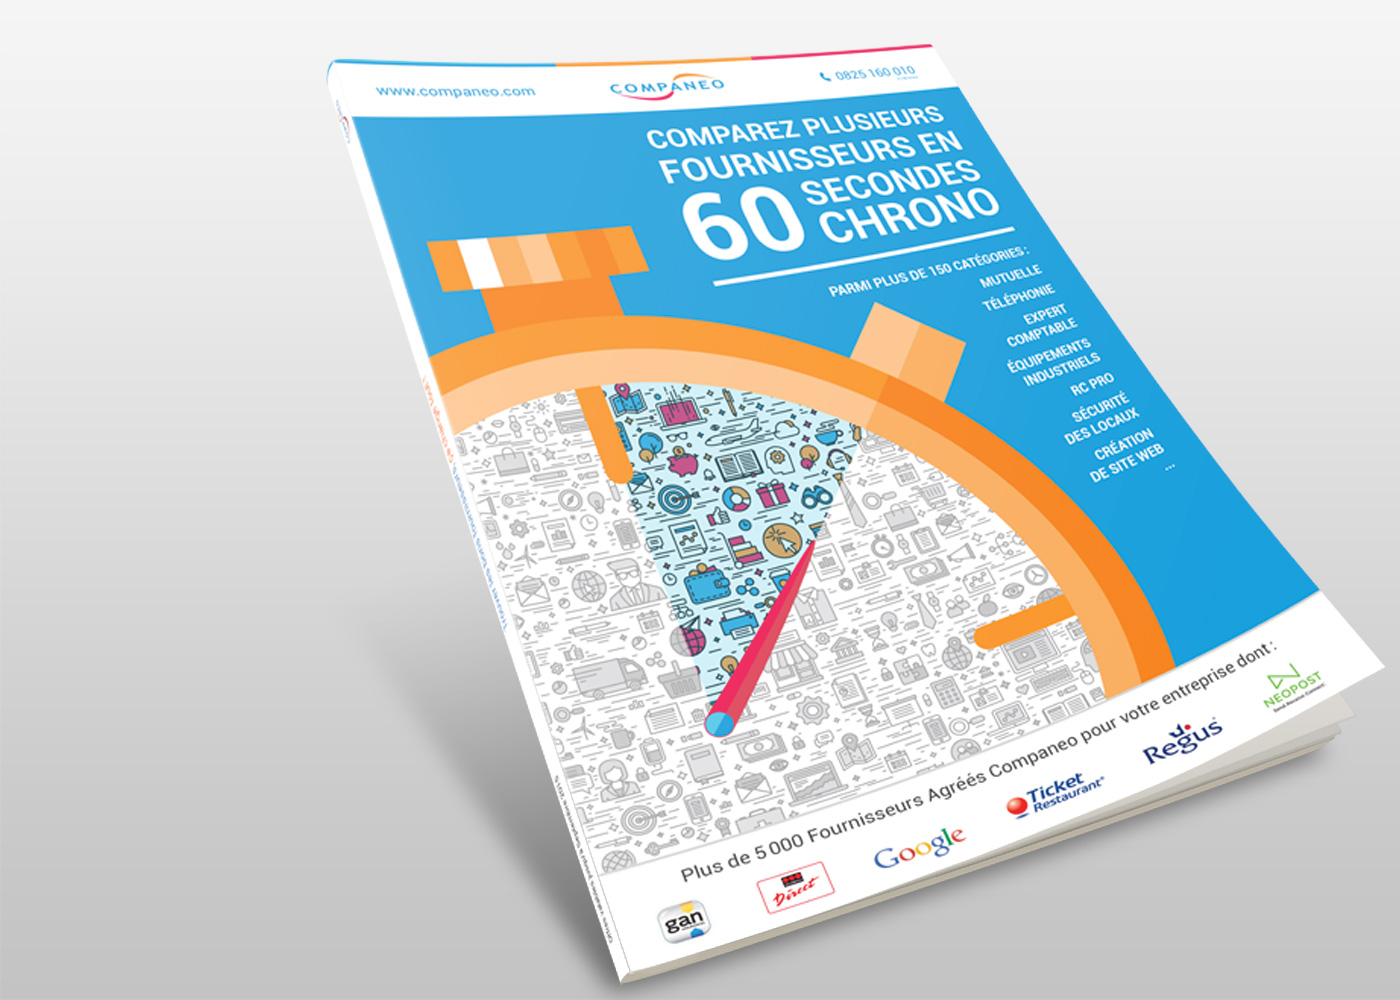 www.companeo.com
COMPANEO
0825 160 010
COMPAREZ PLUSIEURS
FOURNISSEURS EN
60 SECONDES
CHRONO
PARMI PLUS DE 150 CATÉGORIES :
MUTUELLE
TÉLÉPHONIE
EXPERT
COMPTABLE
ÉQUIPEMENTS
INDUSTRIELS
RC PRO
SÉCURITÉ
DES LOCAUX
CRÉATION
DE SITE WEB
...
Plus de 5 000 Fournisseurs Agréés Companeo pour votre entreprise dont :
gan
Direct
Google
Ticket
Restaurant®
Regus
NEOPOST